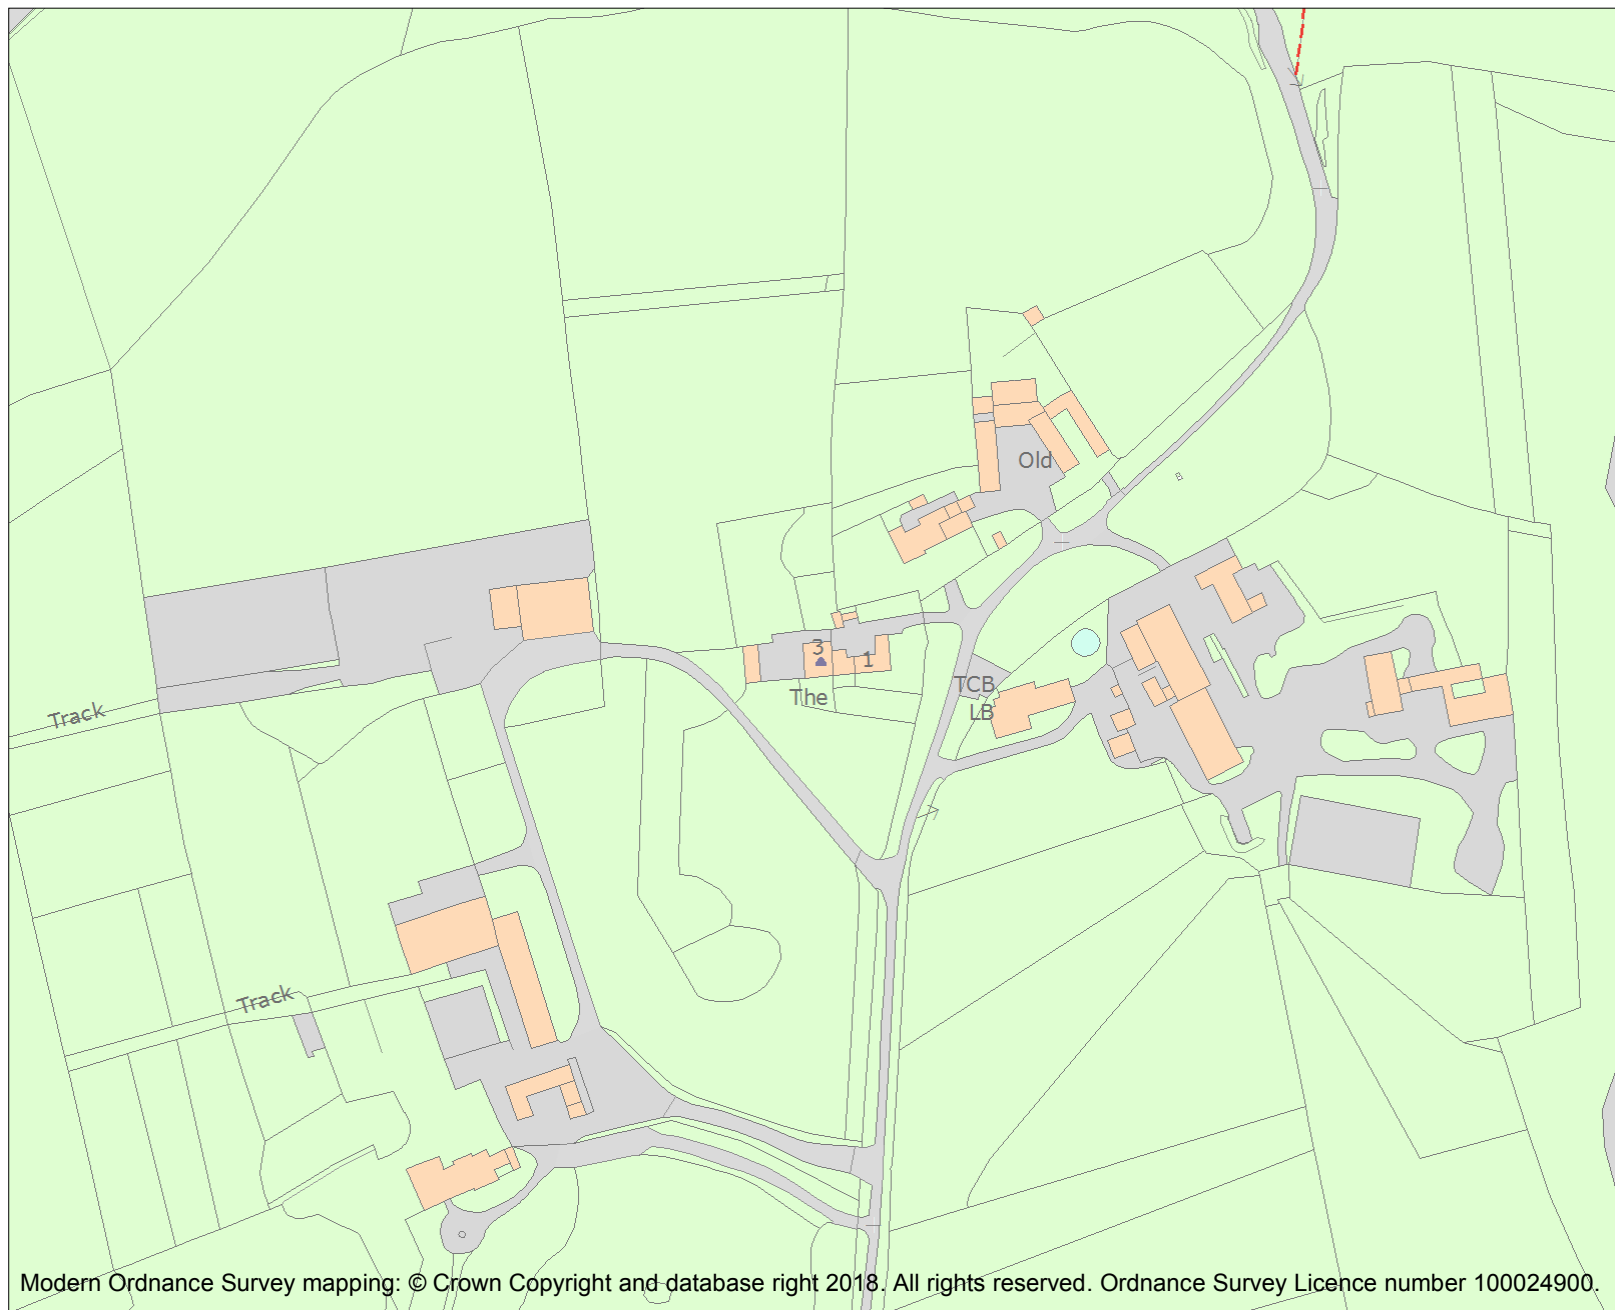 Old
3
1
The
TCB
LB
Track
Track
Modern Ordnance Survey mapping: © Crown Copyright and database right 2018. All rights reserved. Ordnance Survey Licence number 100024900.